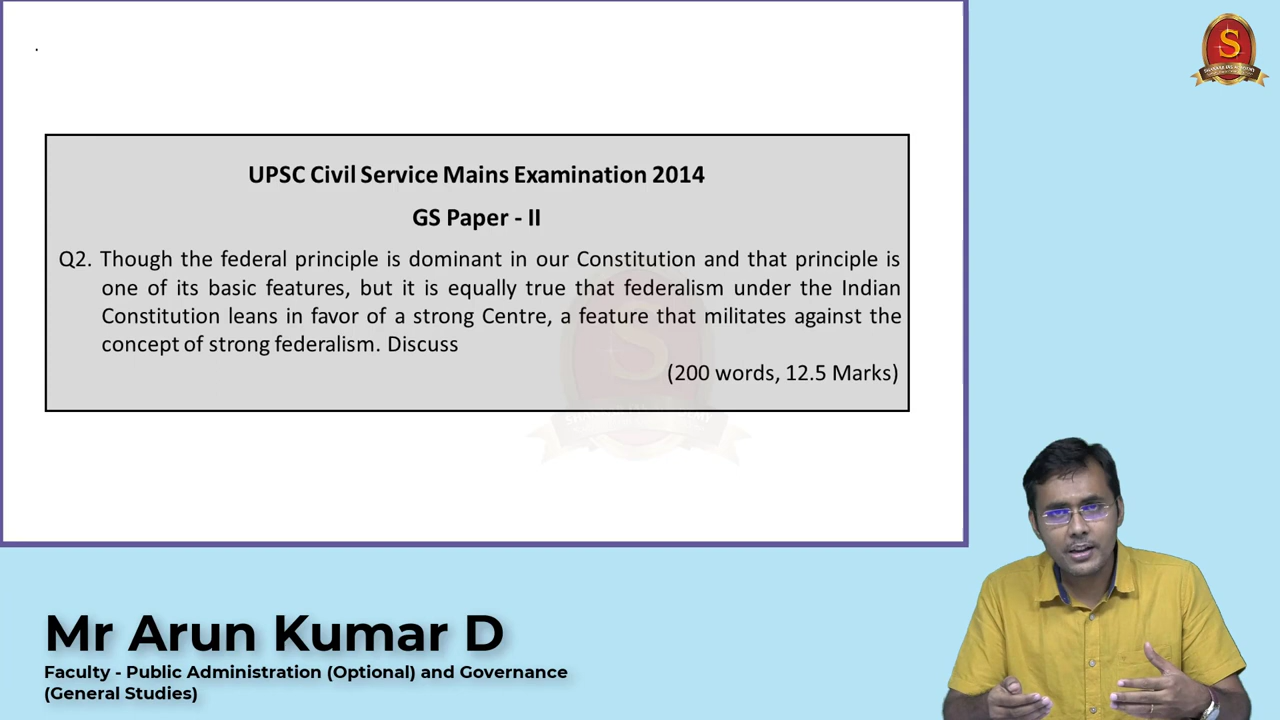 UPSC Civil Service Mains Examination 2014
GS Paper - II
Q2. Though the federal principle is dominant in our Constitution and that principle is
one of its basic features, but it is equally true that federalism under the Indian
Constitution leans in favor of a strong Centre, a feature that militates against the
concept of strong federalism. Discuss
(200 words, 12.5 Marks)
Mr Arun Kumar D
Faculty - Public Administration (Optional) and Governance
(General Studies)
S